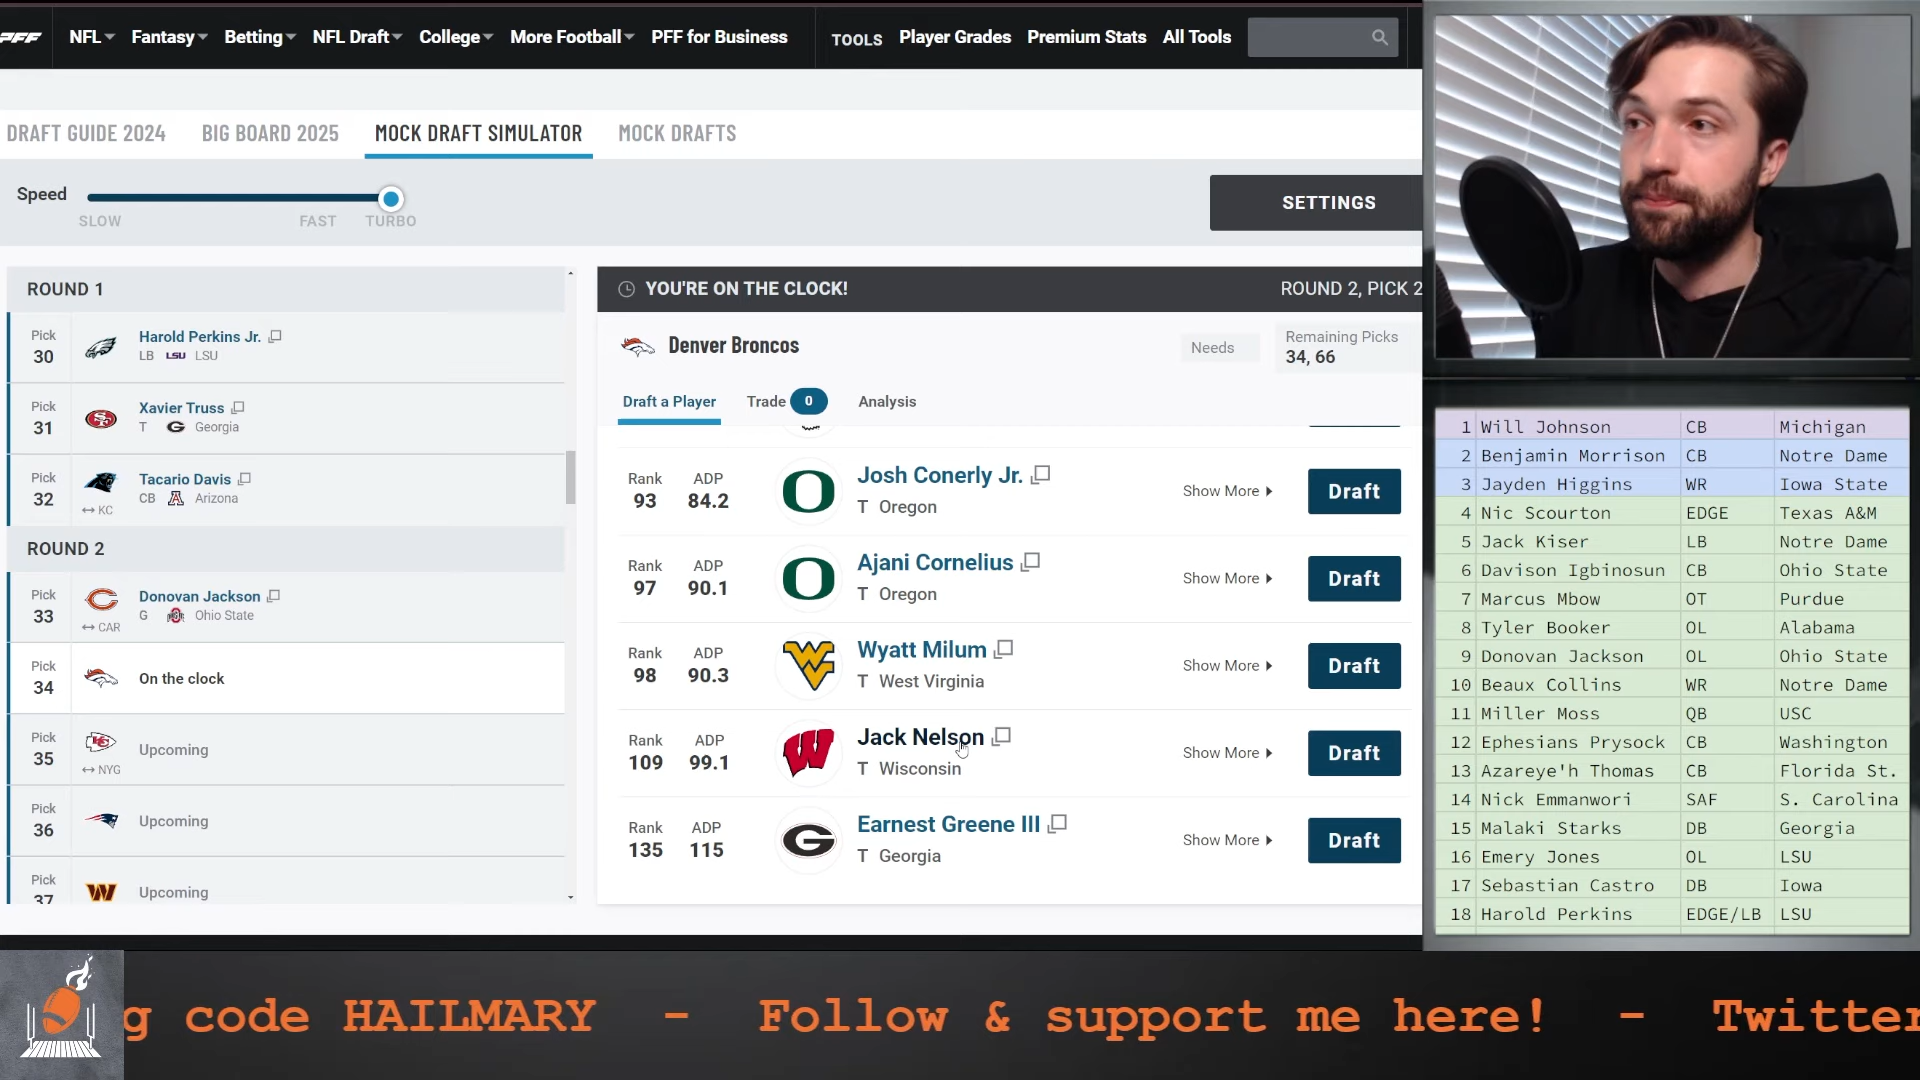 PFF NFL Fantasy Betting NFL Draft College More Football PFF for Business TOOLS Player Grades Premium Stats All Tools
DRAFT GUIDE 2024 BIG BOARD 2025 MOCK DRAFT SIMULATOR MOCK DRAFTS
Speed
SLOW FAST TURBO
SETTINGS
ROUND 1
Pick 30 Harold Perkins Jr.
LB LSU LSU
Pick 31 Xavier Truss
T G Georgia
Pick 32 Tacario Davis
CB A Arizona
↔ KC
ROUND 2
Pick 33 Donovan Jackson
G Ohio State
↔ CAR
Pick 34 On the clock
Pick 35 Upcoming
↔ NYG
Pick 36 Upcoming
Pick 37 Upcoming
YOU'RE ON THE CLOCK! ROUND 2, PICK 2
Denver Broncos Needs Remaining Picks
34, 66
Draft a Player Trade 0 Analysis
Rank 93 ADP 84.2 Josh Conerly Jr. Show More Draft
T Oregon
Rank 97 ADP 90.1 Ajani Cornelius Show More Draft
T Oregon
Rank 98 ADP 90.3 Wyatt Milum Show More Draft
T West Virginia
Rank 109 ADP 99.1 Jack Nelson Show More Draft
T Wisconsin
Rank 135 ADP 115 Earnest Greene III Show More Draft
T Georgia
1 Will Johnson CB Michigan
2 Benjamin Morrison CB Notre Dame
3 Jayden Higgins WR Iowa State
4 Nic Scourton EDGE Texas A&M
5 Jack Kiser LB Notre Dame
6 Davison Igbinosun CB Ohio State
7 Marcus Mbow OT Purdue
8 Tyler Booker OL Alabama
9 Donovan Jackson OL Ohio State
10 Beaux Collins WR Notre Dame
11 Miller Moss QB USC
12 Ephesians Prysock CB Washington
13 Azareye'h Thomas CB Florida St.
14 Nick Emmanwori SAF S. Carolina
15 Malaki Starks DB Georgia
16 Emery Jones OL LSU
17 Sebastian Castro DB Iowa
18 Harold Perkins EDGE/LB LSU
g code HAILMARY - Follow & support me here! - Twitter